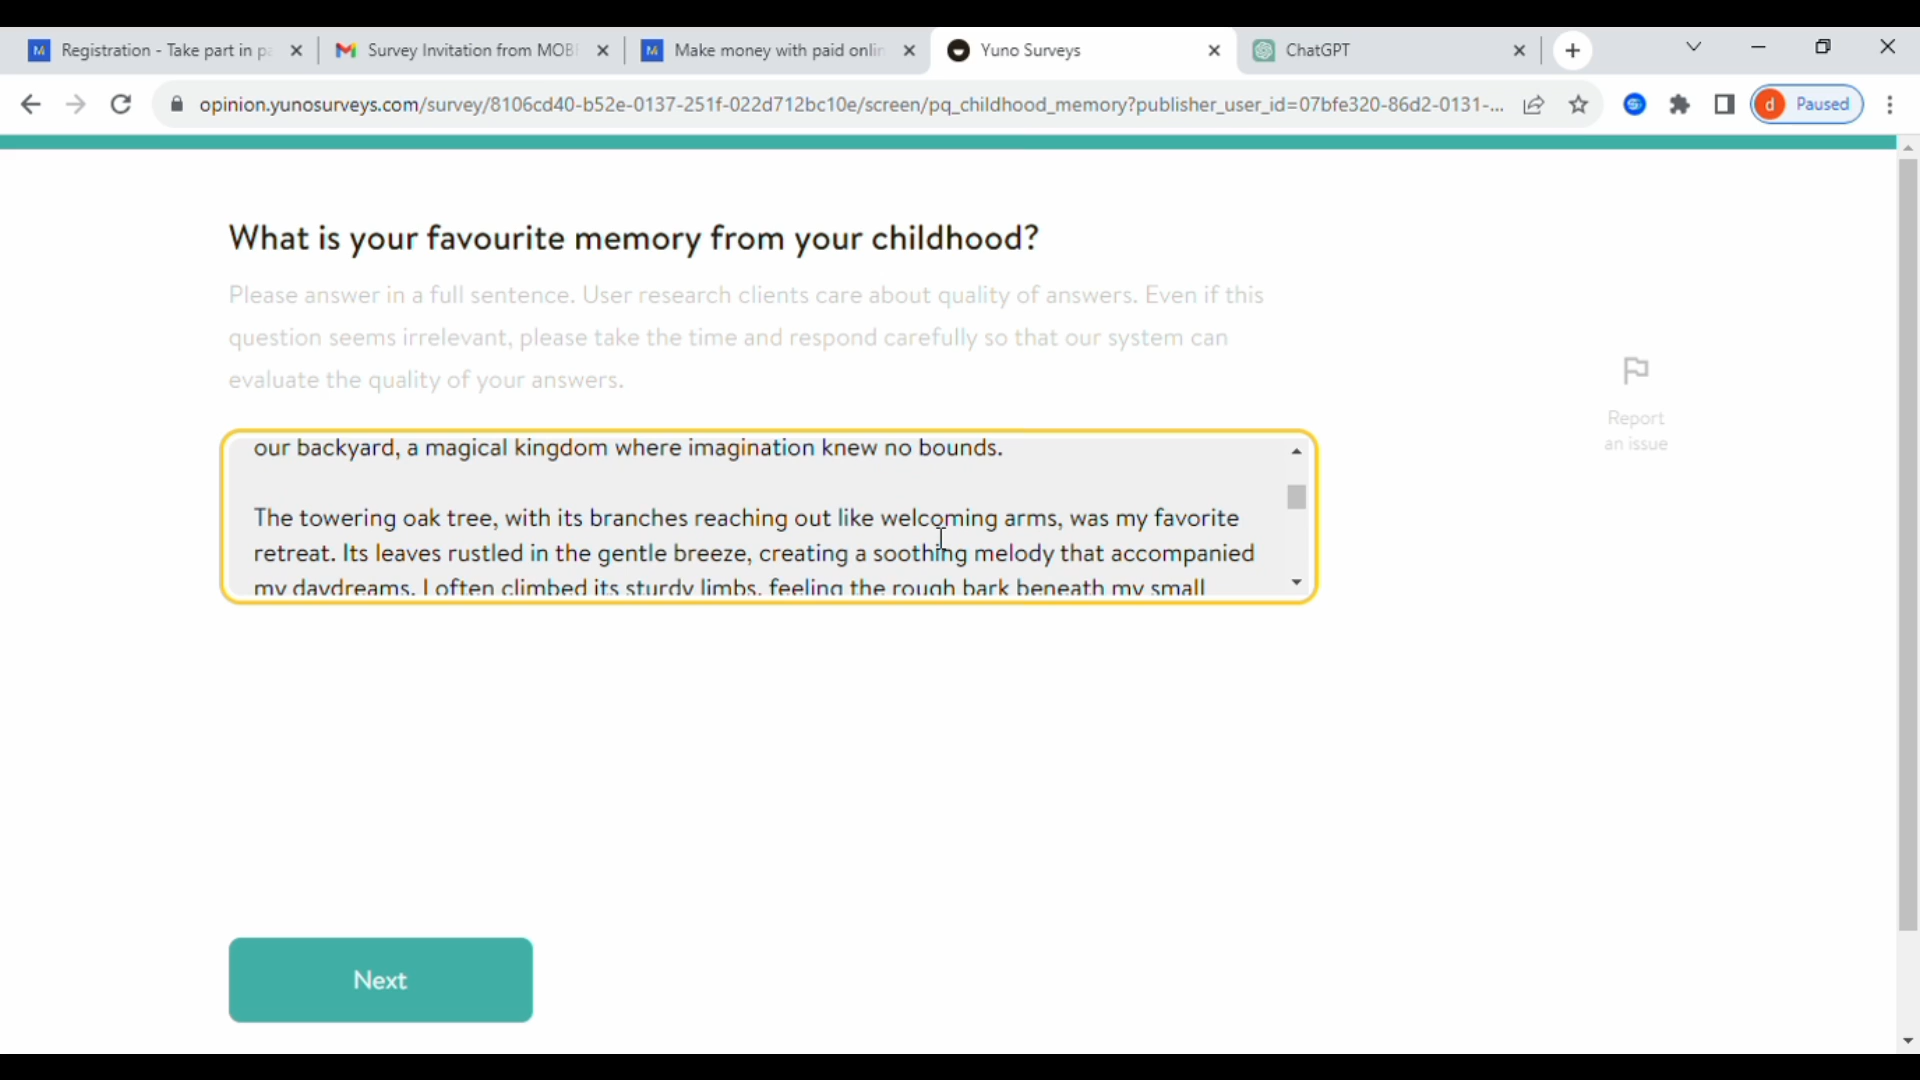 Registration - Take part in pa
Survey Invitation from MOBI
Make money with paid onlin
Yuno Surveys
ChatGPT
opinion.yunosurveys.com/survey/8106cd40-b52e-0137-251f-022d712bc10e/screen/pq_childhood_memory?publisher_user_id=07bfe320-86d2-0131-...
d Paused
What is your favourite memory from your childhood?
Please answer in a full sentence. User research clients care about quality of answers. Even if this
question seems irrelevant, please take the time and respond carefully so that our system can
evaluate the quality of your answers.
Report
an issue
our backyard, a magical kingdom where imagination knew no bounds.
The towering oak tree, with its branches reaching out like welcoming arms, was my favorite
retreat. Its leaves rustled in the gentle breeze, creating a soothing melody that accompanied
my daydreams. I often climbed its sturdy limbs, feeling the rough bark beneath my small
Next